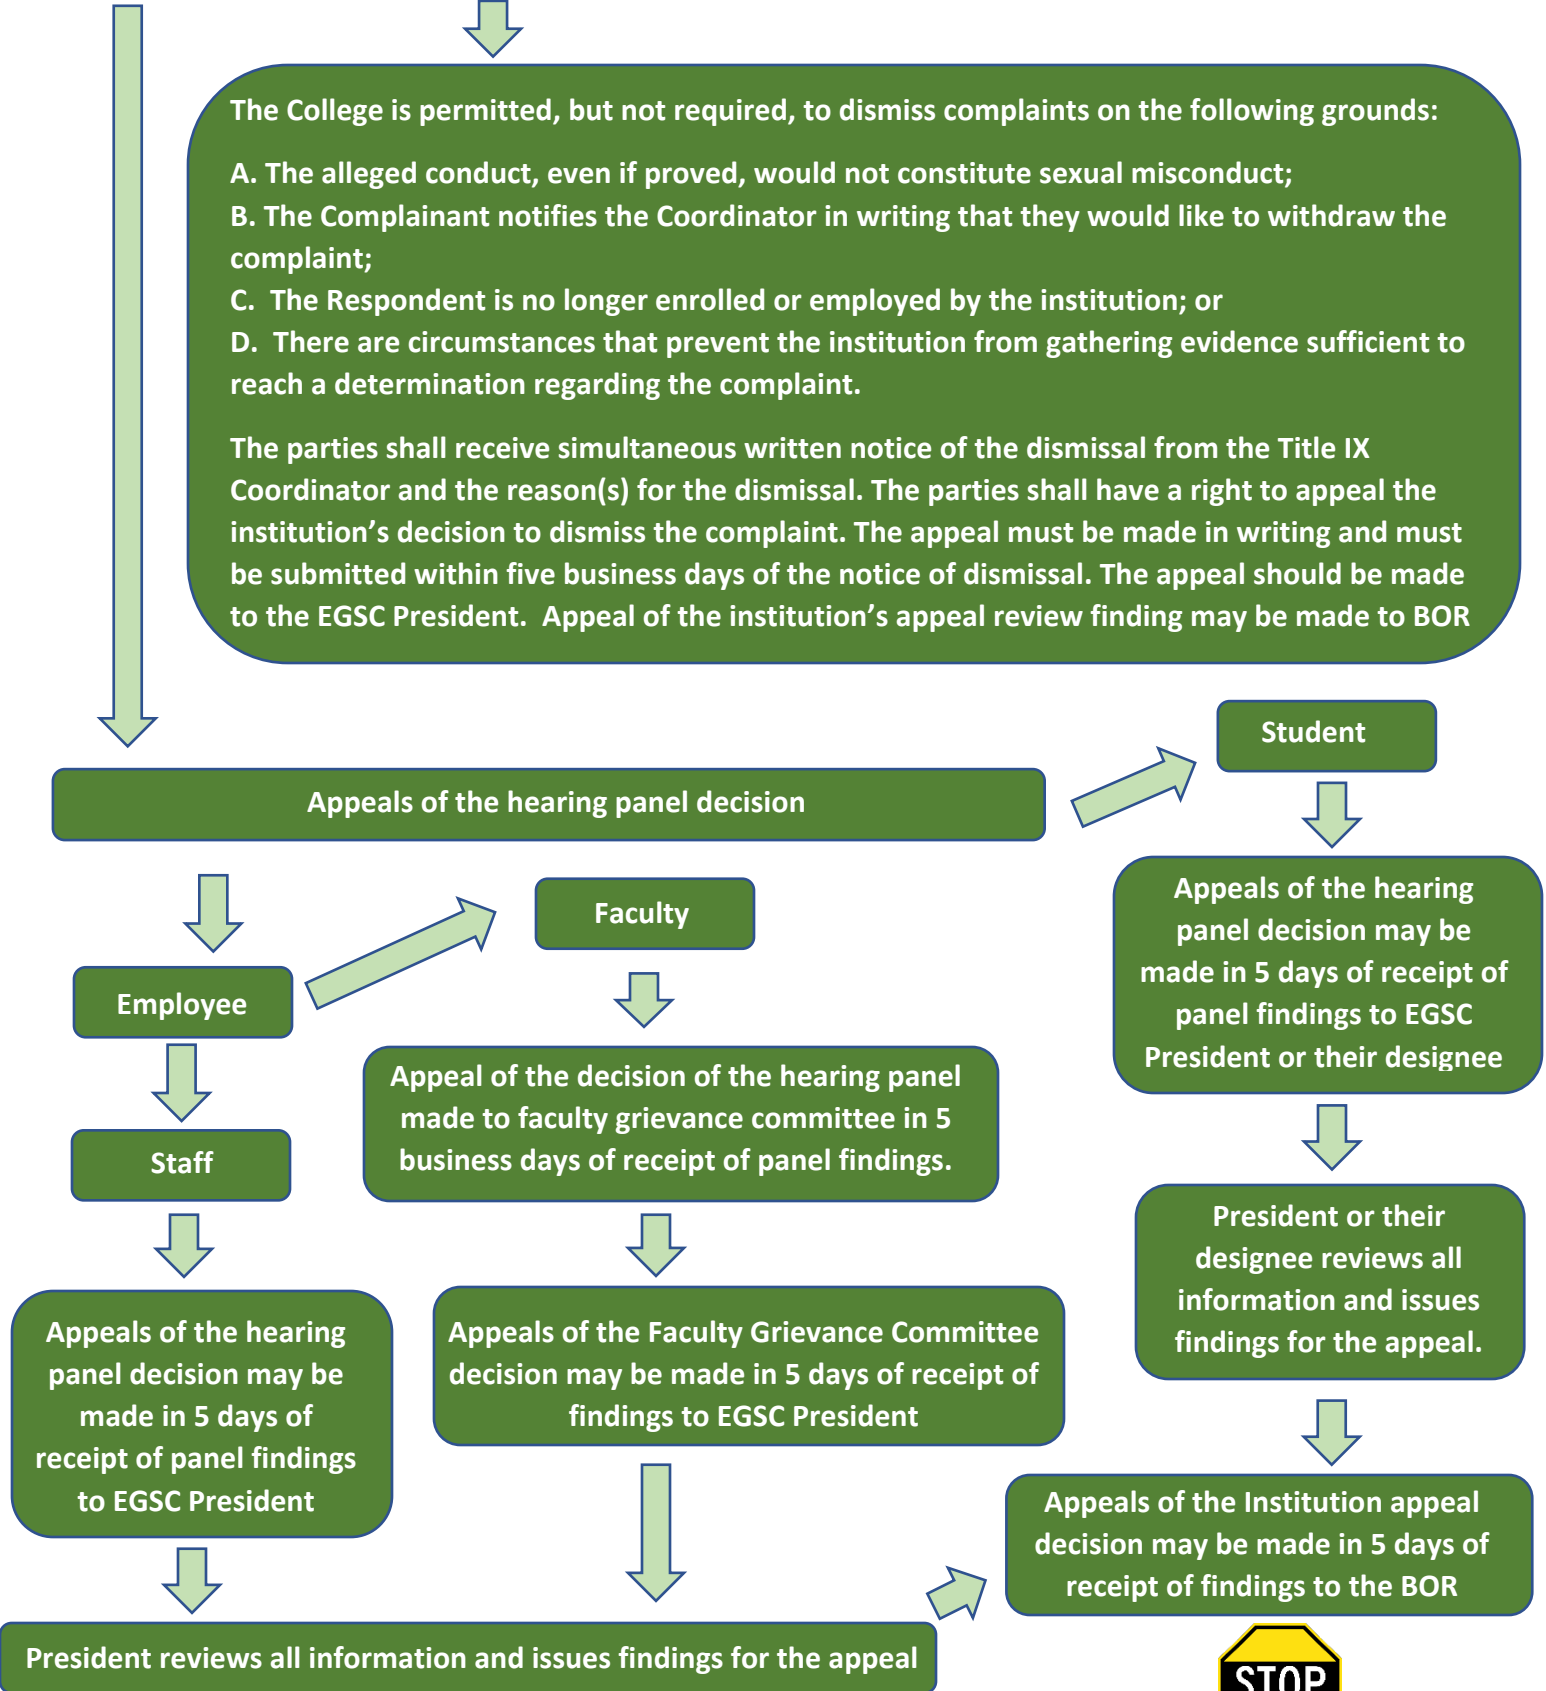 The College is permitted, but not required, to dismiss complaints on the following grounds:
A. The alleged conduct, even if proved, would not constitute sexual misconduct;
B. The Complainant notifies the Coordinator in writing that they would like to withdraw the
complaint;
C.  The Respondent is no longer enrolled or employed by the institution; or
D.  There are circumstances that prevent the institution from gathering evidence sufficient to
reach a determination regarding the complaint.
The parties shall receive simultaneous written notice of the dismissal from the Title IX
Coordinator and the reason(s) for the dismissal. The parties shall have a right to appeal the
institution’s decision to dismiss the complaint. The appeal must be made in writing and must
be submitted within five business days of the notice of dismissal. The appeal should be made
to the EGSC President.  Appeal of the institution’s appeal review finding may be made to BOR
Student
Appeals of the hearing panel decision
Appeals of the hearing
panel decision may be
made in 5 days of receipt of
panel findings to EGSC
President or their designee
Faculty
Employee
Appeal of the decision of the hearing panel
made to faculty grievance committee in 5
business days of receipt of panel findings.
Staff
President or their
designee reviews all
information and issues
findings for the appeal.
Appeals of the hearing
panel decision may be
made in 5 days of
receipt of panel findings
to EGSC President
Appeals of the Faculty Grievance Committee
decision may be made in 5 days of receipt of
findings to EGSC President
Appeals of the Institution appeal
decision may be made in 5 days of
receipt of findings to the BOR
President reviews all information and issues findings for the appeal
STOP